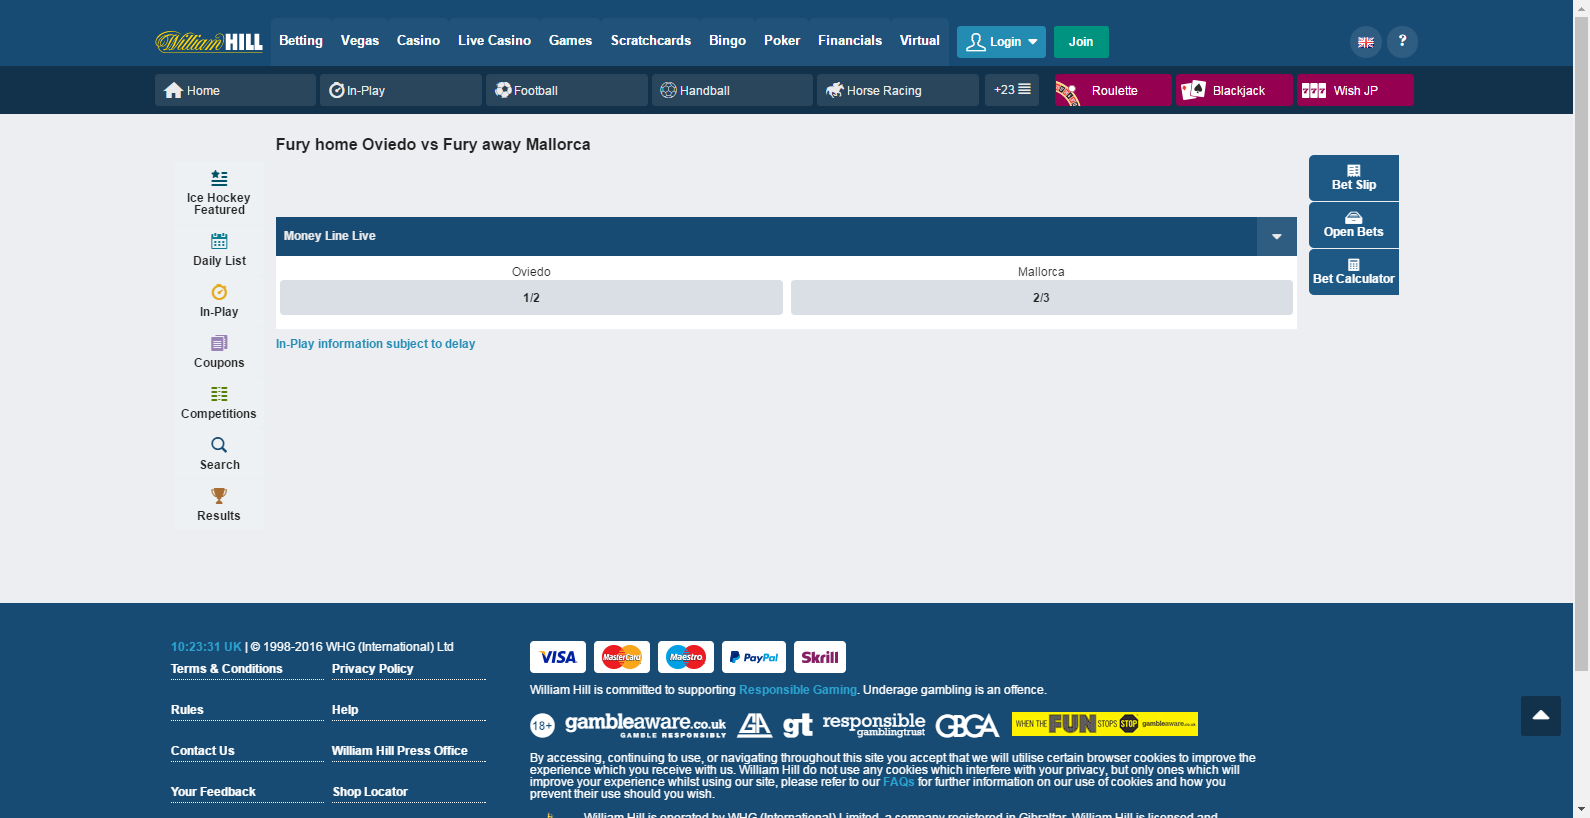 William HILL
Betting Vegas Casino Live Casino Games Scratchcards Bingo Poker Financials Virtual Login Join ?
Home In-Play Football Handball Horse Racing +23 Roulette Blackjack 777 Wish JP
Fury home Oviedo vs Fury away Mallorca
Ice Hockey
Featured
Daily List
In-Play
Coupons
Competitions
Search
Results
Money Line Live
Oviedo Mallorca
1/2 2/3
In-Play information subject to delay
Bet Slip
Open Bets
Bet Calculator
10:23:31 UK | © 1998-2016 WHG (International) Ltd
Terms & Conditions Privacy Policy
Rules Help
Contact Us William Hill Press Office
Your Feedback Shop Locator
VISA MasterCard Maestro PayPal Skrill
William Hill is committed to supporting Responsible Gaming. Underage gambling is an offence.
18+ gambleaware.co.uk GA gt responsible GBGA WHEN THE FUN STOPS STOP gambleaware.co.uk
GAMBLE RESPONSIBLY gamblingtrust
By accessing, continuing to use, or navigating throughout this site you accept that we will utilise certain browser cookies to improve the
experience which you receive with us. William Hill do not use any cookies which interfere with your privacy, but only ones which will
improve your experience whilst using our site, please refer to our FAQs for further information on our use of cookies and how you
prevent their use should you wish.
William Hill is operated by WHG (International) Limited, a company registered in Gibraltar. William Hill is licensed and